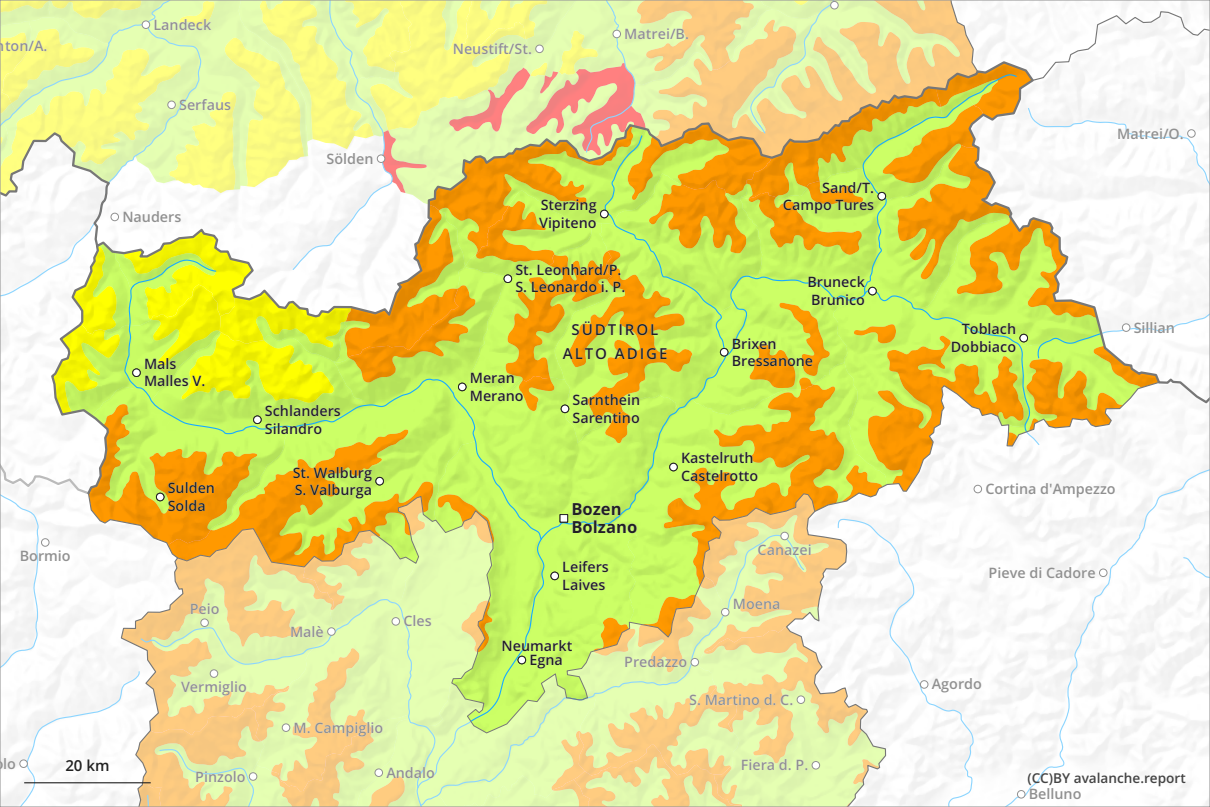 Landeck
nton/A.
Neustift/St.
Matrei/B.
Serfaus
Matrei/O.
Sölden
Sand/T.
Campo Tures
Nauders
Sterzing
Vipiteno
St. Leonhard/P.
S. Leonardo i. P.
Bruneck
Brunico
SÜDTIROL
ALTO ADIGE
Toblach
Dobbiaco
Sillian
Brixen
Bressanone
Mals
Malles V.
Meran
Merano
Sarnthein
Sarentino
Schlanders
Silandro
Kastelruth
Castelrotto
St. Walburg
S. Valburga
Sulden
Solda
Cortina d'Ampezzo
Bozen
Bolzano
Bormio
Canazei
Leifers
Laives
Pieve di Cadore
Peio
Moena
Malè
Cles
Neumarkt
Egna
Predazzo
Vermiglio
Agordo
S. Martino d. C.
M. Campiglio
20 km
olo
Pinzolo
Andalo
Fiera d. P.
(CC)BY avalanche.report
Belluno